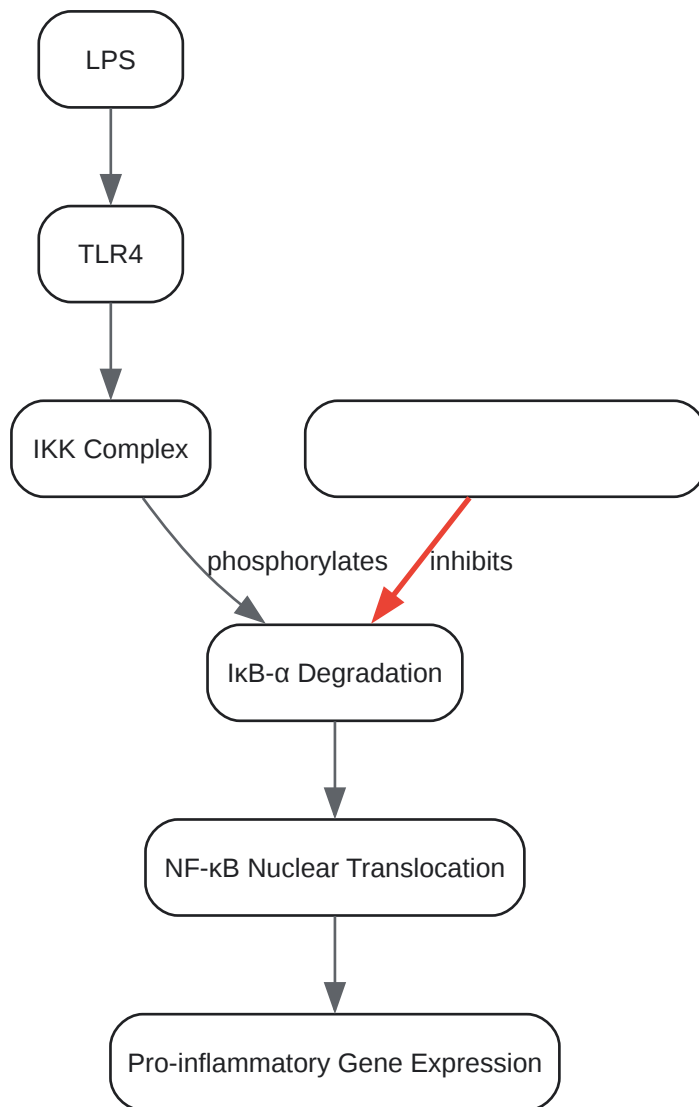 LPS
TLR4
IKK Complex
phosphorylates
inhibits
IκB-α Degradation
NF-κB Nuclear Translocation
Pro-inflammatory Gene Expression